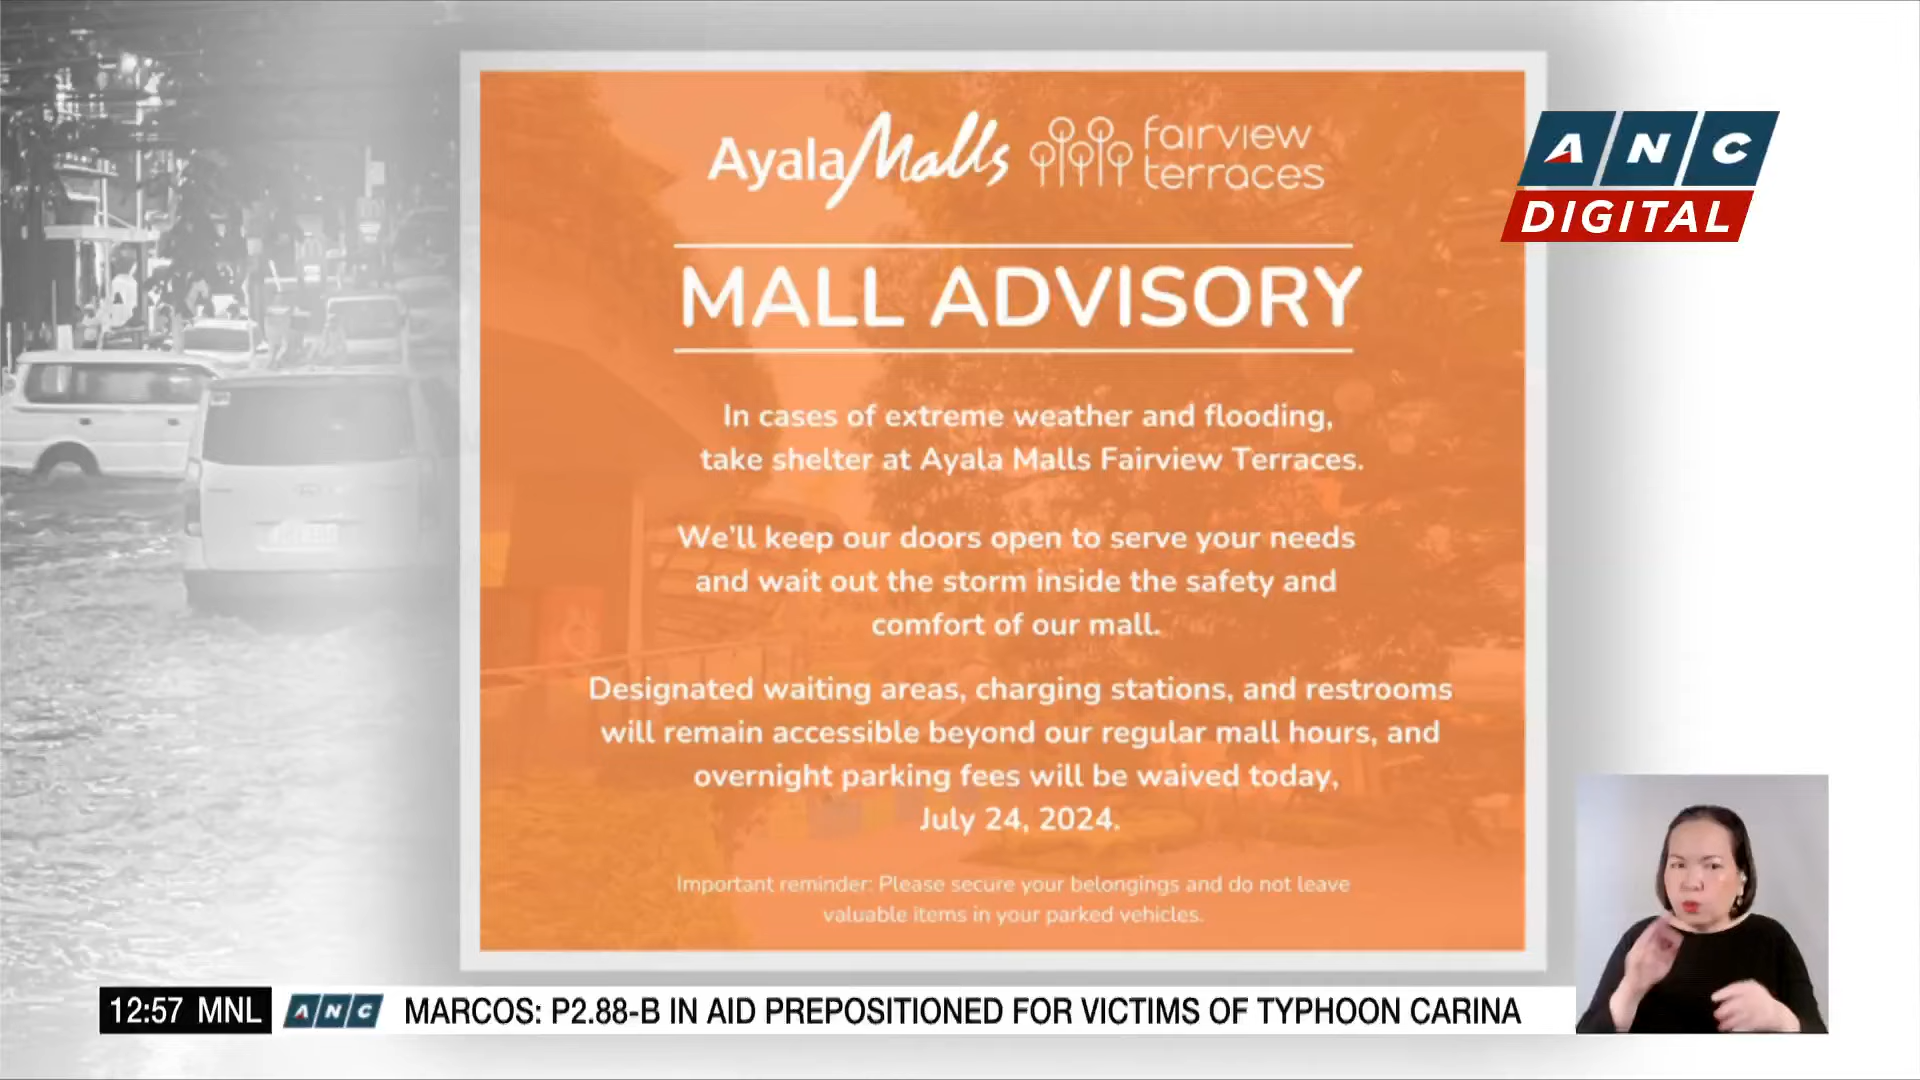 Ayala Malls fairview
terraces
ANC
DIGITAL
MALL ADVISORY
In cases of extreme weather and flooding,
take shelter at Ayala Malls Fairview Terraces.
We'll keep our doors open to serve your needs
and wait out the storm inside the safety and
comfort of our mall.
Designated waiting areas, charging stations, and restrooms
will remain accessible beyond our regular mall hours, and
overnight parking fees will be waived today,
July 24, 2024.
Important reminder: Please secure your belongings and do not leave
valuable items in your parked vehicles.
12:57 MNL ANC MARCOS: P2.88-B IN AID PREPOSITIONED FOR VICTIMS OF TYPHOON CARINA